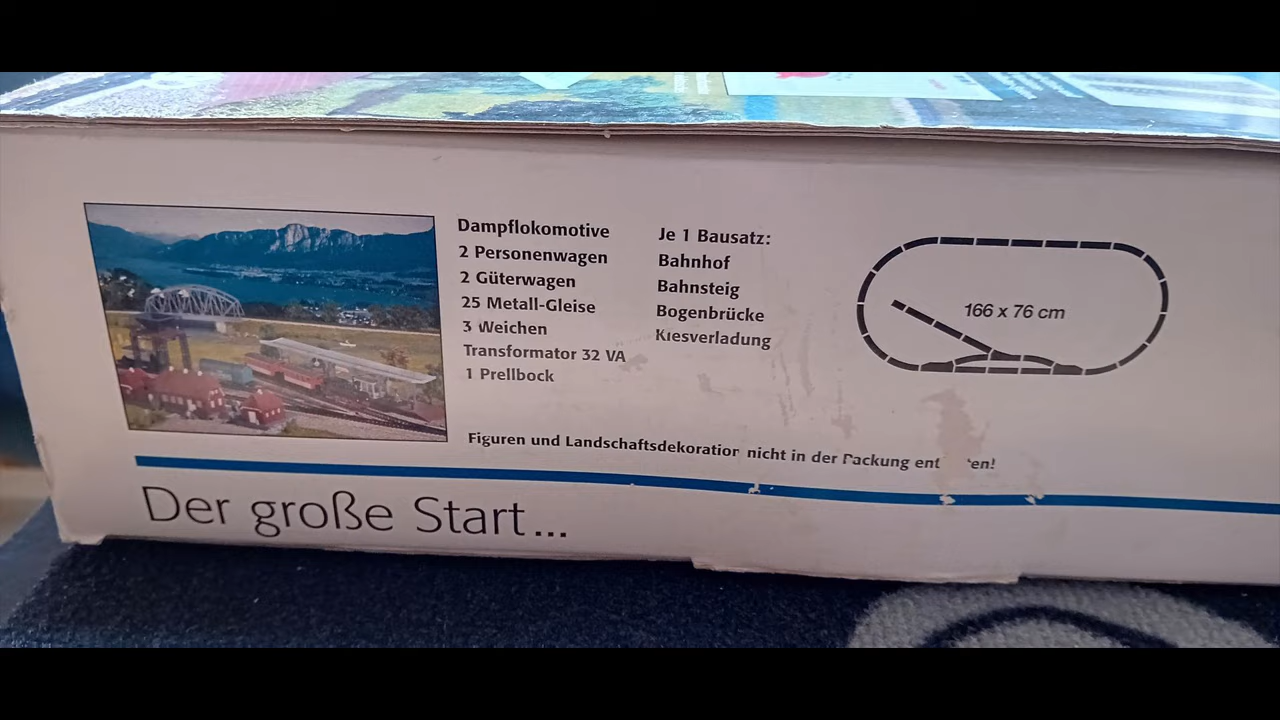 Dampflokomotive
2 Personenwagen
2 Güterwagen
25 Metall-Gleise
3 Weichen
Transformator 32 VA
1 Prellbock
Je 1 Bausatz:
Bahnhof
Bahnsteig
Bogenbrücke
Kiesverladung
166 x 76 cm
Figuren und Landschaftsdekoration nicht in der Packung
Der große Start...